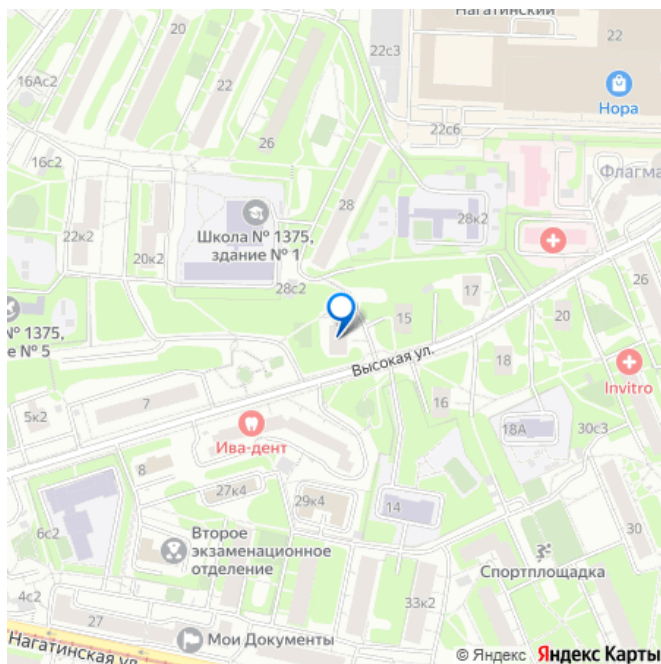 Нагатинский
20
22
22с3
16Ас2
22
Нора
26
22с6
16с2
Флагма
28
Школа № 1375,
здание № 1
28к2
22к2
20к2
28с2
17
26
№ 1375,
е № 5
15
20
Высокая ул.
18
Invitro
7
16
5к2
Ива-дент
18А
30с3
8
27к4
29к4
14
6с2
Второе
экзаменационное
отделение
30
Спортплощадка
4с2
33к2
27
Мои Документы
Нагатинская ул.
© Яндекс Яндекс Карты